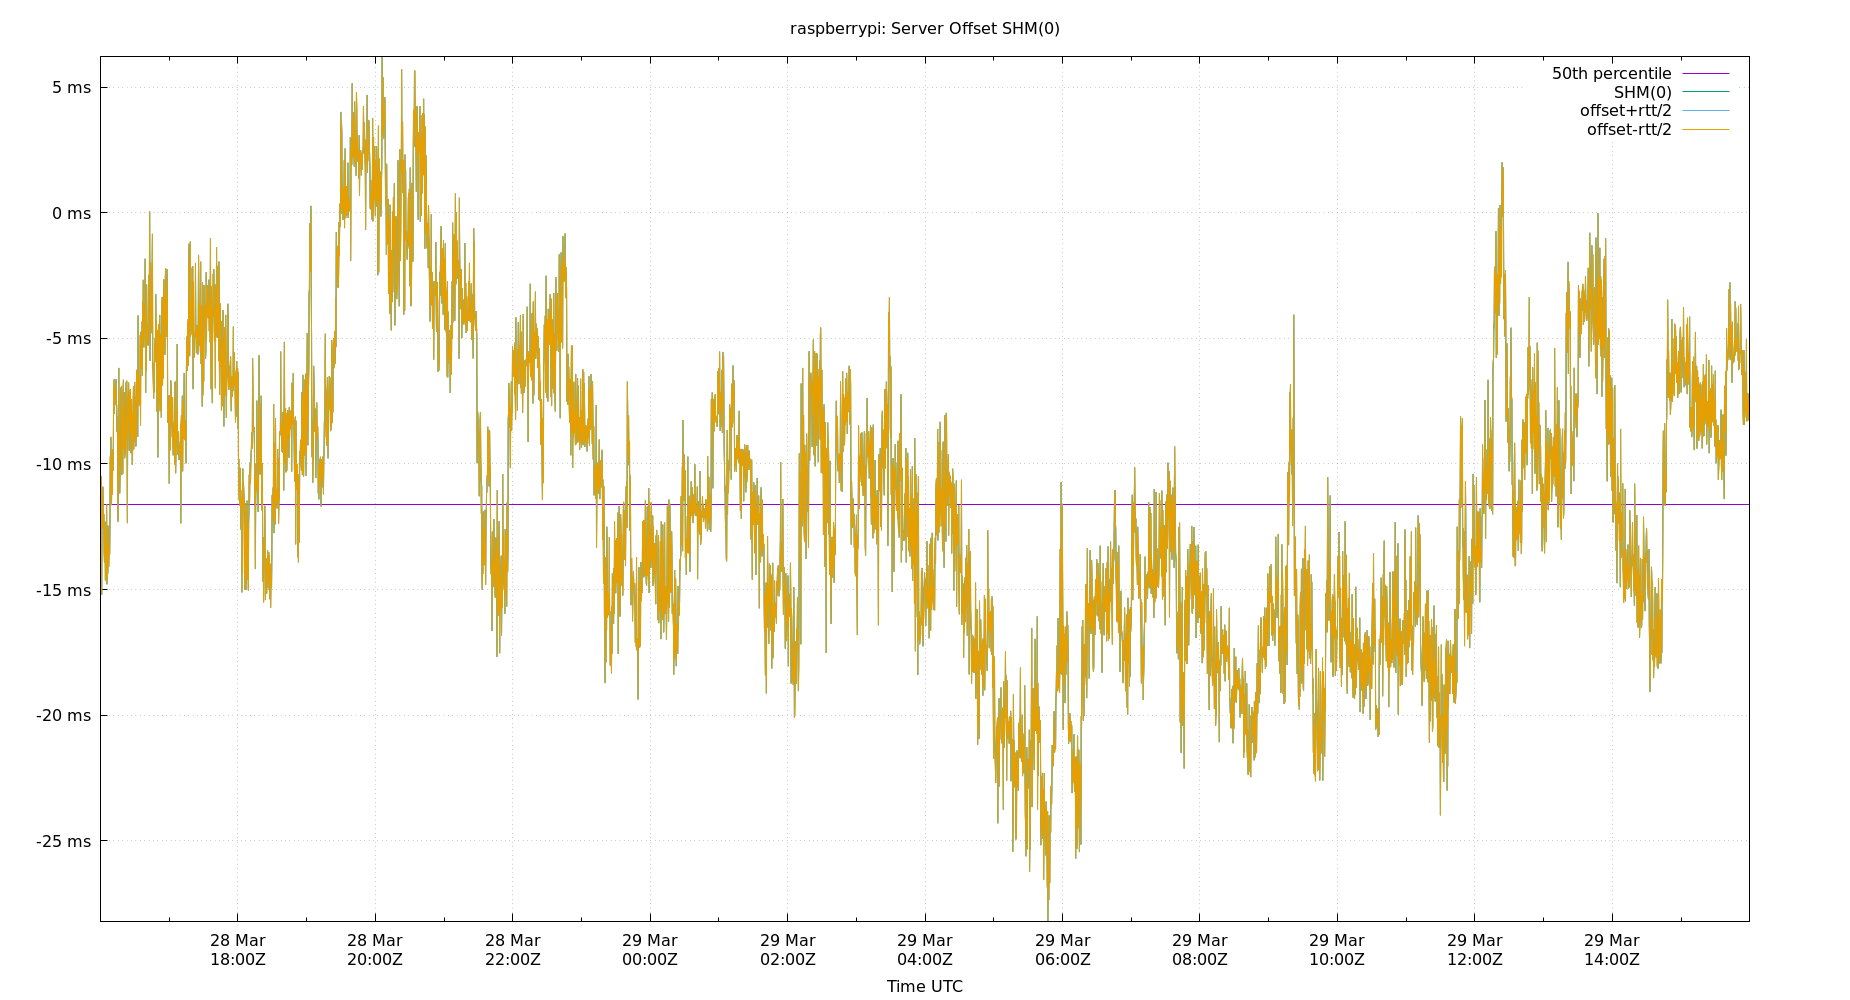 raspberrypi: Server Offset SHM(0)
50th percentile
SHM(0)
offset+rtt/2
offset-rtt/2
5 ms
0 ms
-5 ms
-10 ms
-15 ms
-20 ms
-25 ms
28 Mar 28 Mar 28 Mar 29 Mar 29 Mar 29 Mar 29 Mar 29 Mar 29 Mar 29 Mar 29 Mar
18:00Z 20:00Z 22:00Z 00:00Z 02:00Z 04:00Z 06:00Z 08:00Z 10:00Z 12:00Z 14:00Z
Time UTC